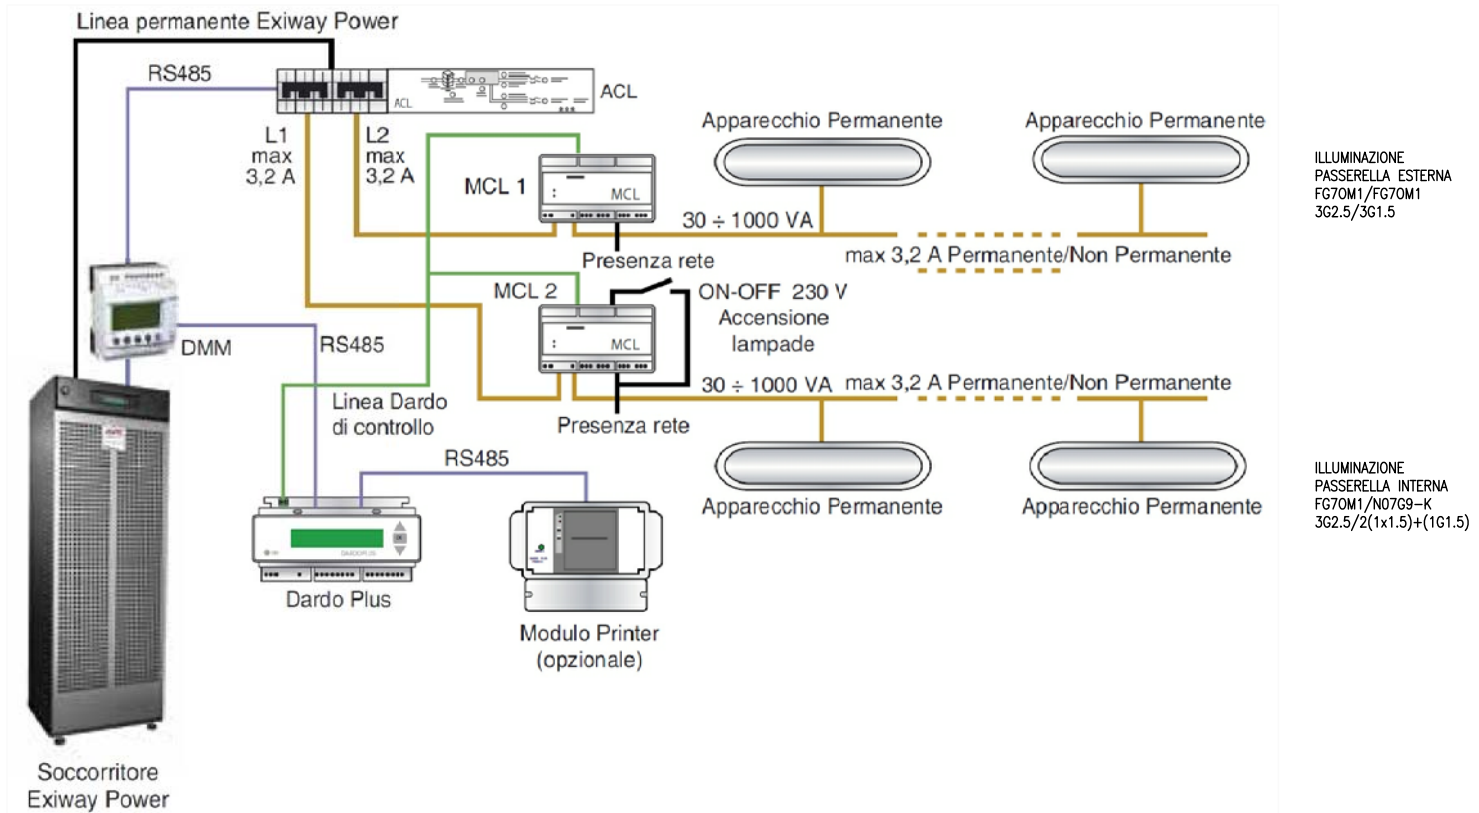 Linea permanente Exiway Power
RS485
ACL
ACL
L1
max
3,2 A
L2
max
3,2 A
MCL 1
MCL
Apparecchio Permanente
Apparecchio Permanente
ILLUMINAZIONE
PASSERELLA ESTERNA
FG7OM1/FG7OM1
3G2.5/3G1.5
30 ÷ 1000 VA
Presenza rete
max 3,2 A Permanente/Non Permanente
MCL 2
MCL
ON-OFF 230 V
Accensione
lampade
DMM
RS485
30 ÷ 1000 VA
max 3,2 A Permanente/Non Permanente
Linea Dardo
di controllo
Presenza rete
RS485
Apparecchio Permanente
Apparecchio Permanente
ILLUMINAZIONE
PASSERELLA INTERNA
FG7OM1/N07G9-K
3G2.5/2(1x1.5)+(1G1.5)
Dardo Plus
Modulo Printer
(opzionale)
Soccorritore
Exiway Power